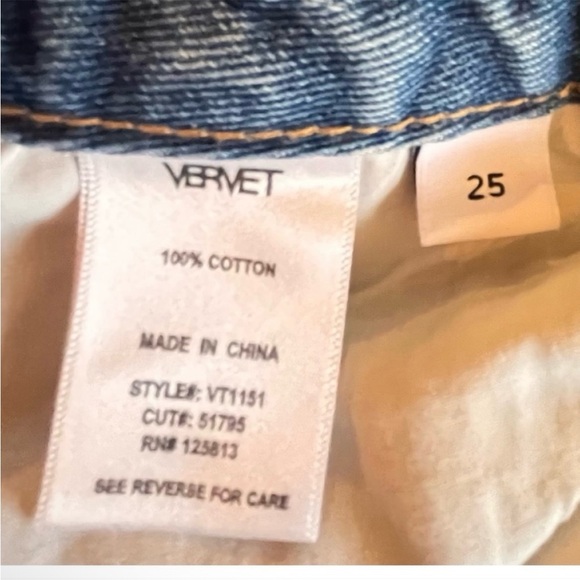 VERVET
25
100% COTTON
MADE IN CHINA
STYLE#: VT1151
CUT#: 51795
RN# 125813
SEE REVERSE FOR CARE